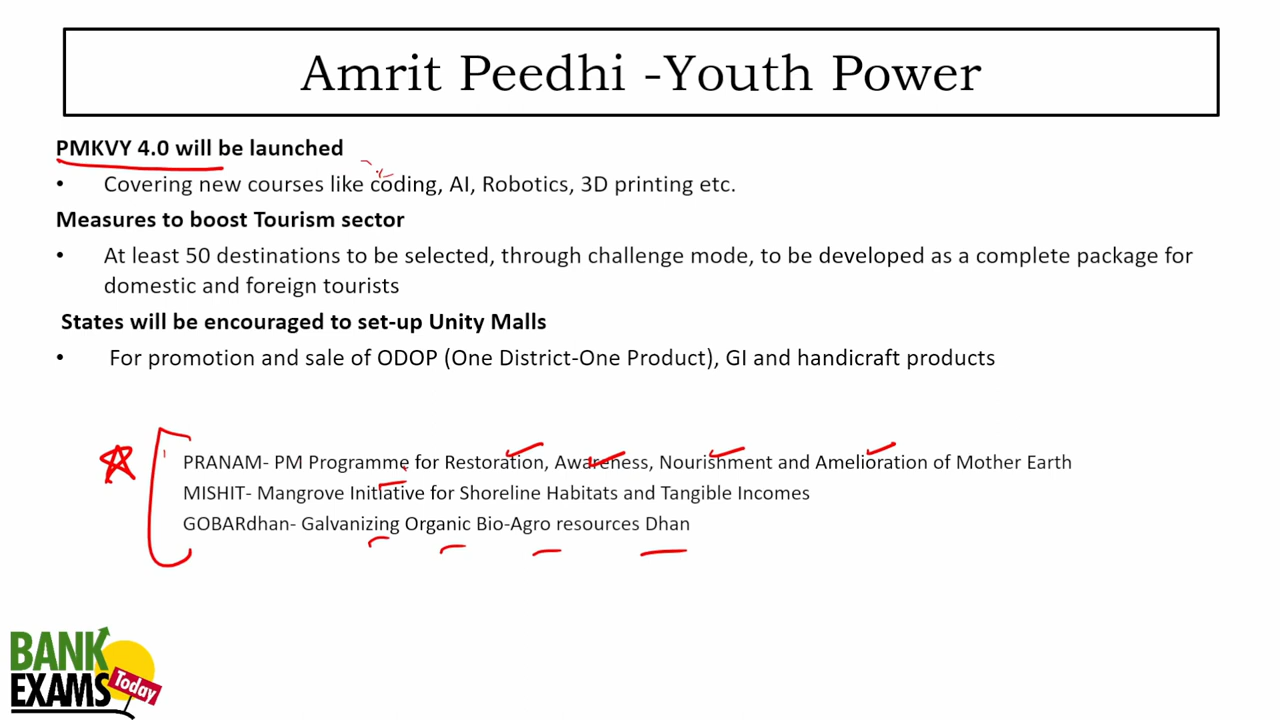 Amrit Peedhi -Youth Power
PMKVY 4.0 will be launched
• Covering new courses like coding, AI, Robotics, 3D printing etc.
Measures to boost Tourism sector
• At least 50 destinations to be selected, through challenge mode, to be developed as a complete package for
domestic and foreign tourists
States will be encouraged to set-up Unity Malls
• For promotion and sale of ODOP (One District-One Product), GI and handicraft products
PRANAM- PM Programme for Restoration, Awareness, Nourishment and Amelioration of Mother Earth
MISHIT- Mangrove Initiative for Shoreline Habitats and Tangible Incomes
GOBARdhan- Galvanizing Organic Bio-Agro resources Dhan
BANK
EXAMS
Today